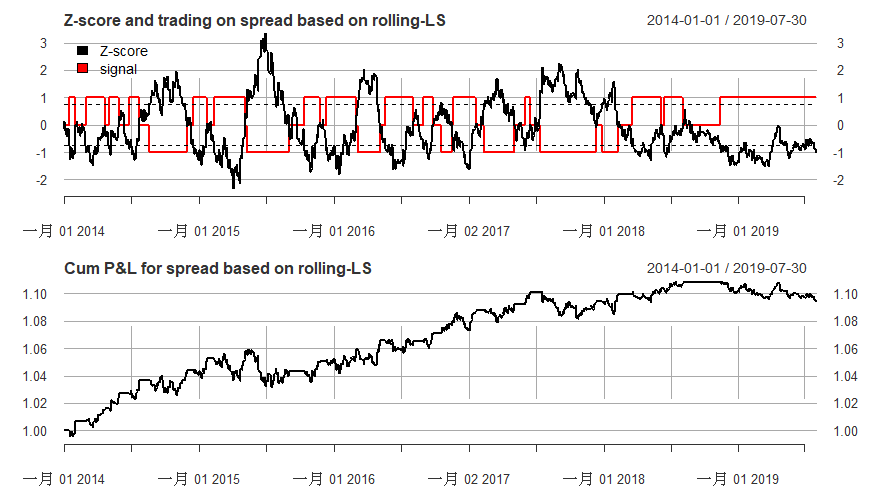 Z-score and trading on spread based on rolling-LS 2014-01-01 / 2019-07-30
Z-score
signal
3 3
2 2
1 1
0 0
-1 -1
-2 -2
一月 01 2014 一月 01 2015 一月 01 2016 一月 02 2017 一月 01 2018 一月 01 2019
Cum P&L for spread based on rolling-LS 2014-01-01 / 2019-07-30
1.10 1.10
1.08 1.08
1.06 1.06
1.04 1.04
1.02 1.02
1.00 1.00
一月 01 2014 一月 01 2015 一月 01 2016 一月 02 2017 一月 01 2018 一月 01 2019